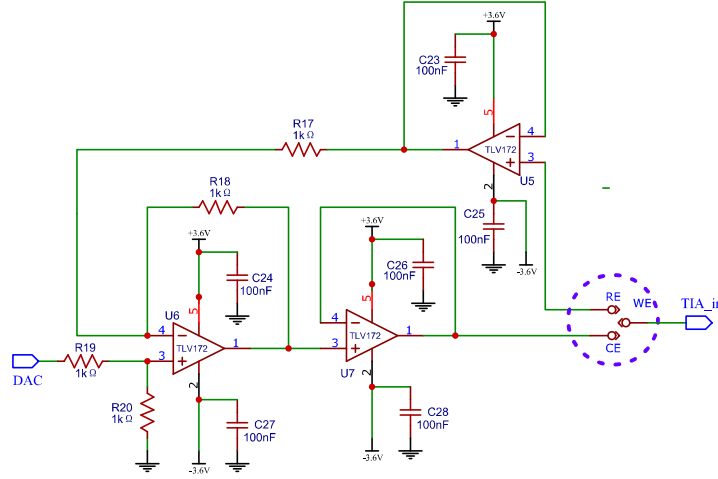 +3.6V
C23
100nF
5
R17
1kΩ
1
4
TLV172
3
U5
R18
1kΩ
2
C25
100nF
+3.6V
+3.6V
-3.6V
C24
100nF
C26
100nF
RE
WE
TIA_in
U6
5
5
4
4
TLV172
1
TLV172
1
R19
3
3
DAC
1kΩ
CE
U7
2
2
R20
1kΩ
C27
100nF
C28
100nF
-3.6V
-3.6V